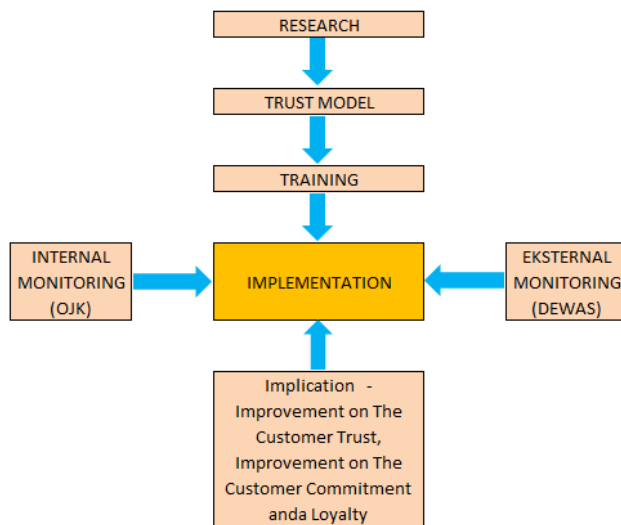 RESEARCH
TRUST MODEL
TRAINING
INTERNAL
MONITORING
(OJK)
IMPLEMENTATION
EKSTERNAL
MONITORING
(DEWAS)
Implication -
Improvement on The
Customer Trust,
Improvement on The
Customer Commitment
anda Loyalty